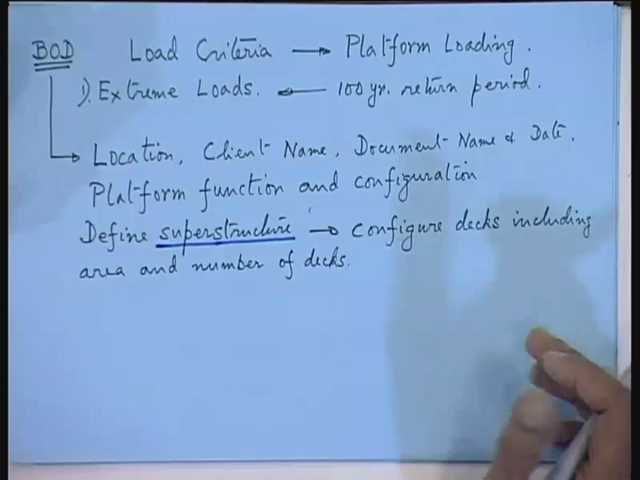 BOD Load Criteria → Platform Loading.
1). Extreme Loads. ← 100 yr. return period.
→ Location, Client Name, Document Name & Date.
Platform function and configuration
Define superstructure → configure decks including
area and number of decks.